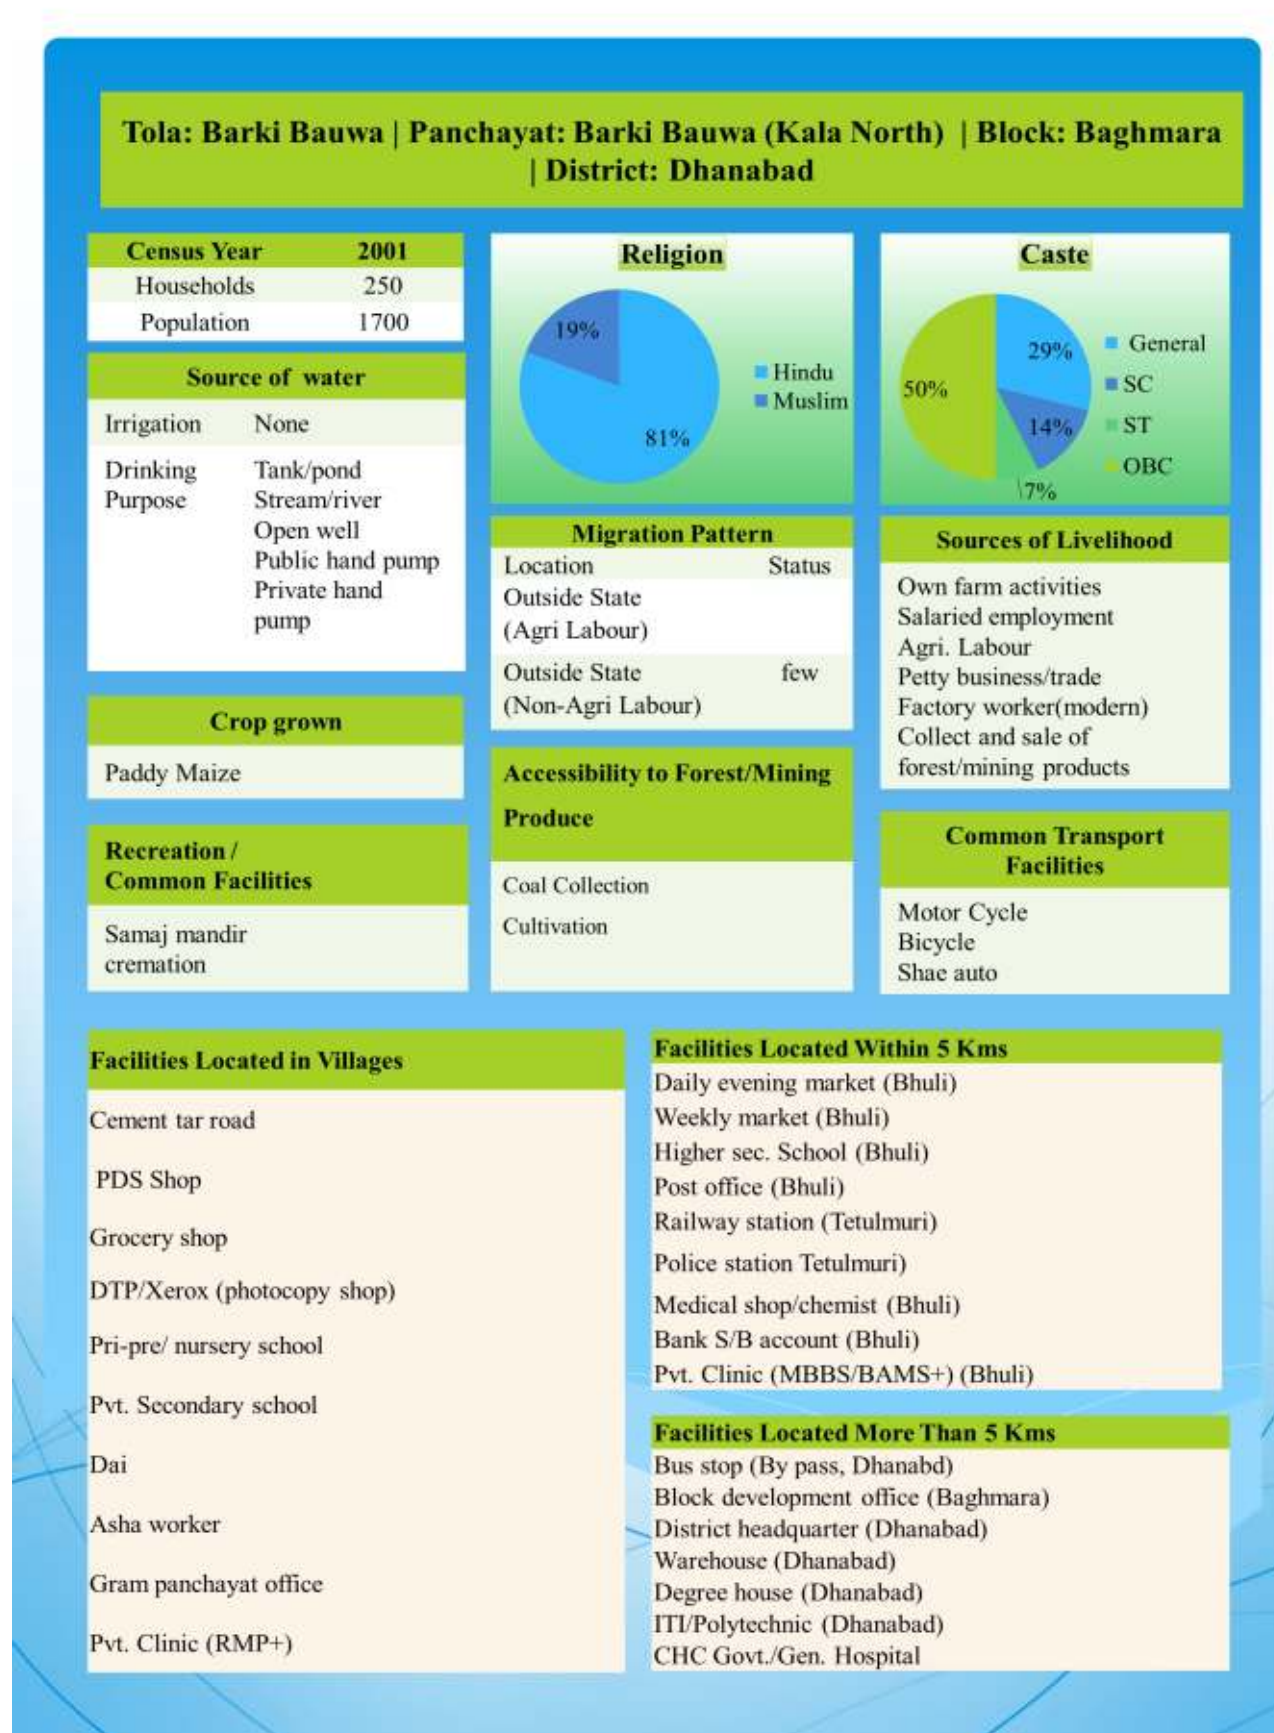 Tola: Barki Bauwa | Panchayat: Barki Bauwa (Kala North) | Block: Baghmara
| District: Dhanabad
Census Year 2001
Households 250
Population 1700
Source of water
Irrigation None
Drinking Tank/pond
Purpose Stream/river
Open well
Public hand pump
Private hand
pump
Crop grown
Paddy Maize
Recreation /
Common Facilities
Samaj mandir
cremation
Religion
19%
81%
Hindu
Muslim
Migration Pattern
Location Status
Outside State
(Agri Labour)
Outside State few
(Non-Agri Labour)
Accessibility to Forest/Mining
Produce
Coal Collection
Cultivation
Caste
29%
50%
14%
7%
General
SC
ST
OBC
Sources of Livelihood
Own farm activities
Salaried employment
Agri. Labour
Petty business/trade
Factory worker(modern)
Collect and sale of
forest/mining products
Common Transport
Facilities
Motor Cycle
Bicycle
Shae auto
Facilities Located in Villages
Cement tar road
PDS Shop
Grocery shop
DTP/Xerox (photocopy shop)
Pri-pre/ nursery school
Pvt. Secondary school
Dai
Asha worker
Gram panchayat office
Pvt. Clinic (RMP+)
Facilities Located Within 5 Kms
Daily evening market (Bhuli)
Weekly market (Bhuli)
Higher sec. School (Bhuli)
Post office (Bhuli)
Railway station (Tetulmuri)
Police station Tetulmuri)
Medical shop/chemist (Bhuli)
Bank S/B account (Bhuli)
Pvt. Clinic (MBBS/BAMS+) (Bhuli)
Facilities Located More Than 5 Kms
Bus stop (By pass, Dhanabd)
Block development office (Baghmara)
District headquarter (Dhanabad)
Warehouse (Dhanabad)
Degree house (Dhanabad)
ITI/Polytechnic (Dhanabad)
CHC Govt./Gen. Hospital